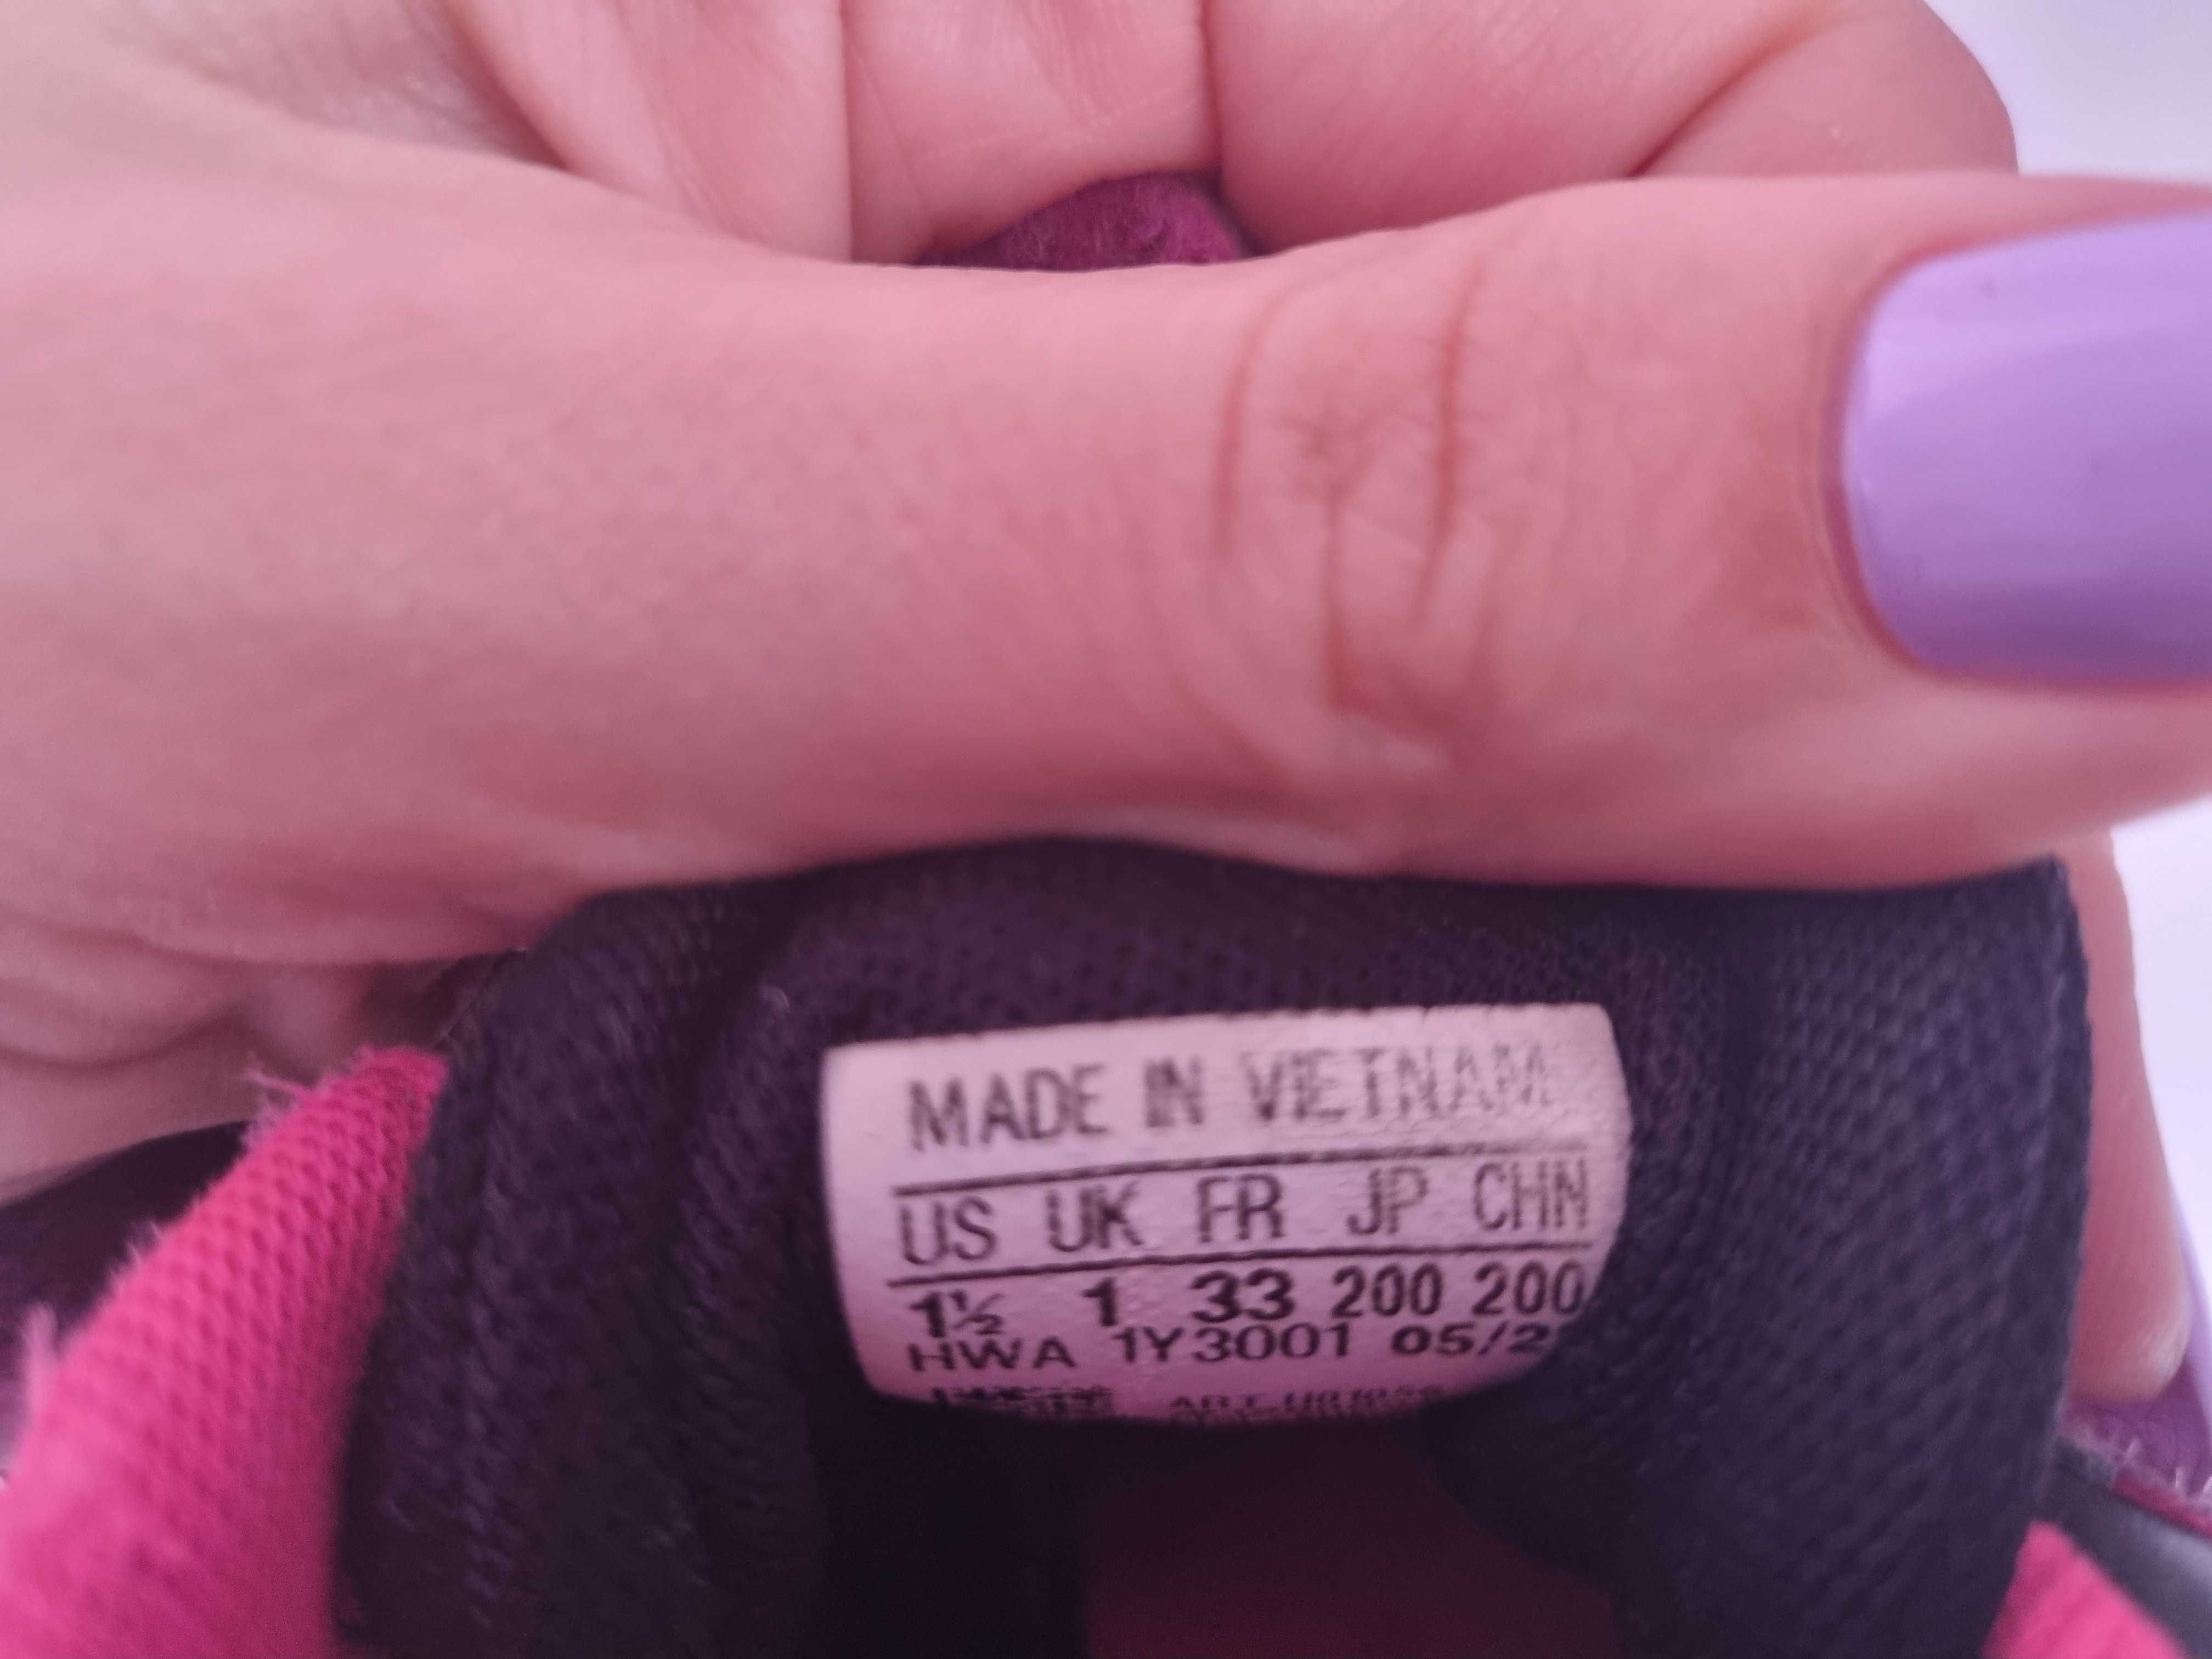 MADE IN VIETNAM
US UK FR JP CHN
1½ 1 33 200 200
HWA 1Y3001 05/2